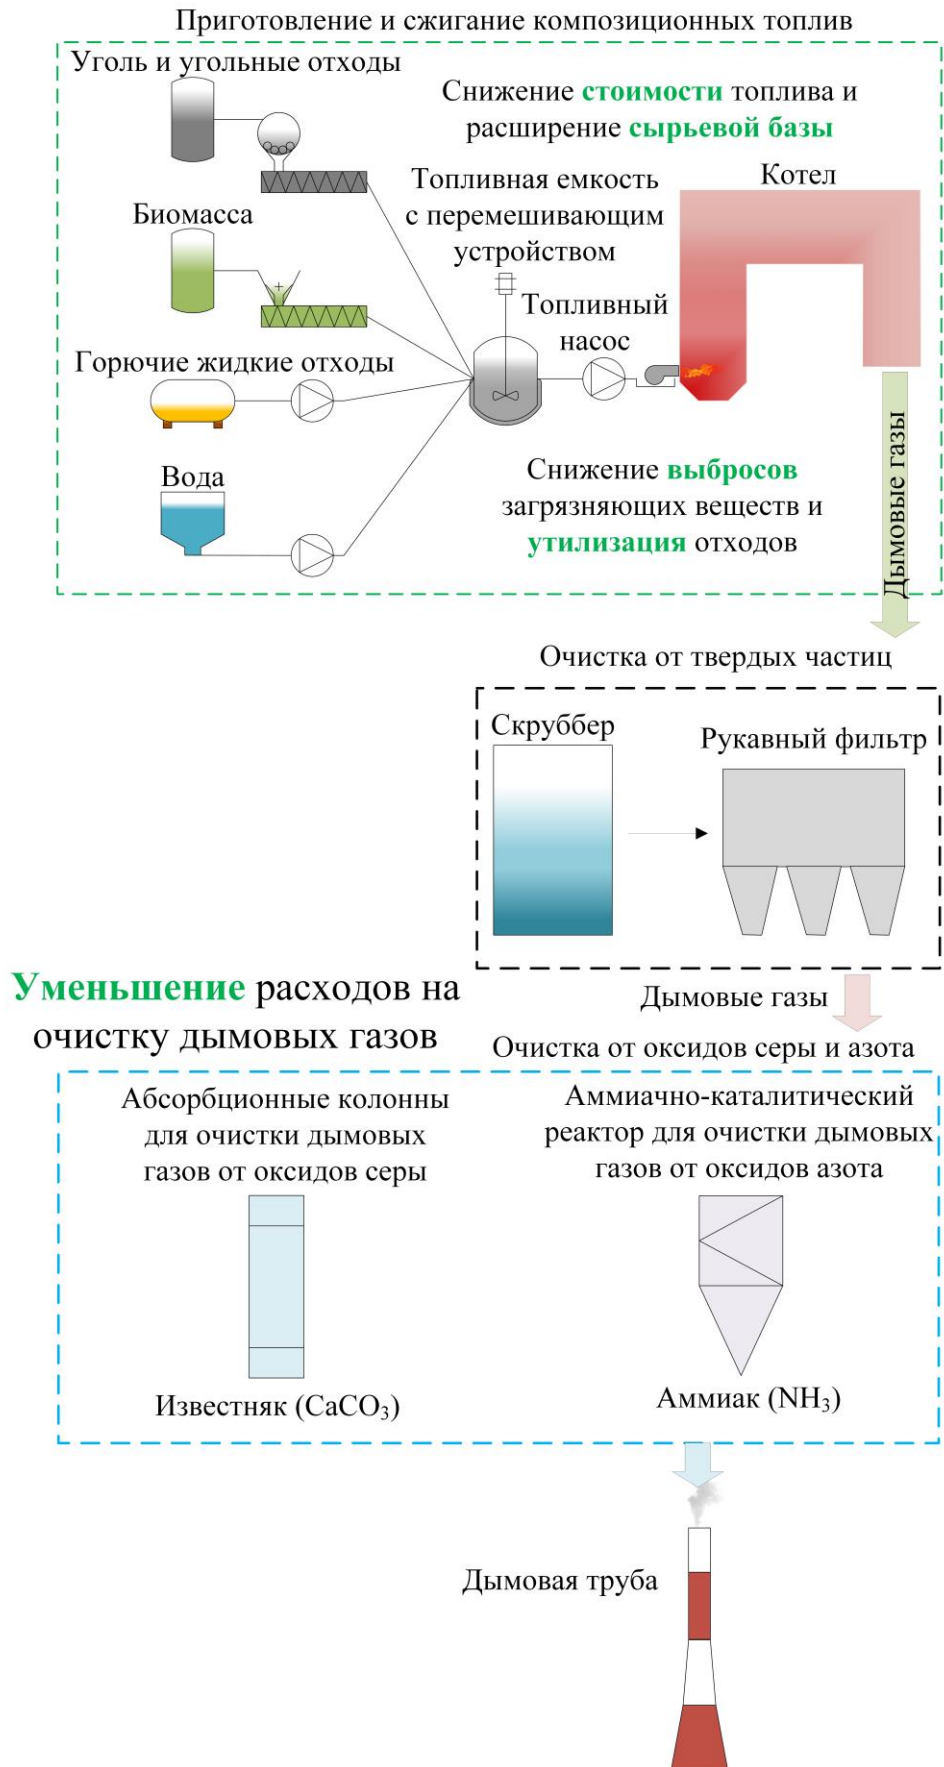 Приготовление и сжигание композиционных топлив
Уголь и угольные отходы
Снижение стоимости топлива и
расширение сырьевой базы
Топливная емкость
с перемешивающим
устройством
Котел
Биомасса
Топливный
насос
Горючие жидкие отходы
Вода
Снижение выбросов
загрязняющих веществ и
утилизация отходов
Дымовые газы
Очистка от твердых частиц
Скруббер
Рукавный фильтр
Уменьшение расходов на
очистку дымовых газов
Дымовые газы
Очистка от оксидов серы и азота
Абсорбционные колонны
для очистки дымовых
газов от оксидов серы
Аммиачно-каталитический
реактор для очистки дымовых
газов от оксидов азота
Известняк (CaCO₃)
Аммиак (NH₃)
Дымовая труба